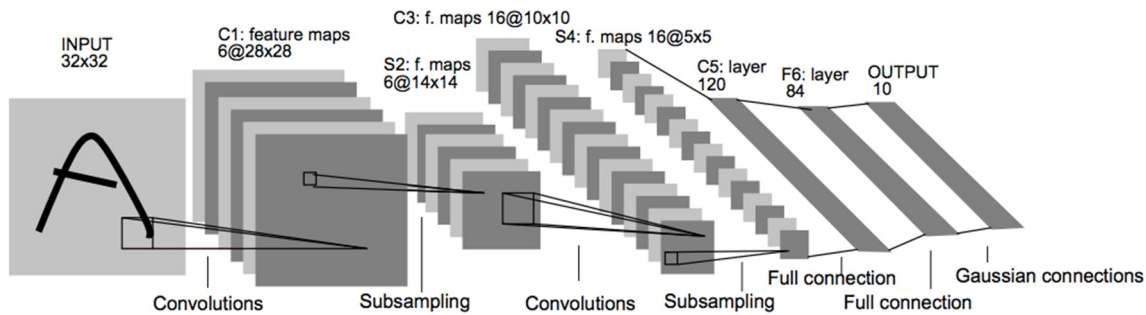 INPUT
32x32
C1: feature maps
6@28x28
S2: f. maps
6@14x14
C3: f. maps 16@10x10
S4: f. maps 16@5x5
C5: layer
120
F6: layer
84
OUTPUT
10
Convolutions
Subsampling
Convolutions
Subsampling
Full connection
Full connection
Gaussian connections